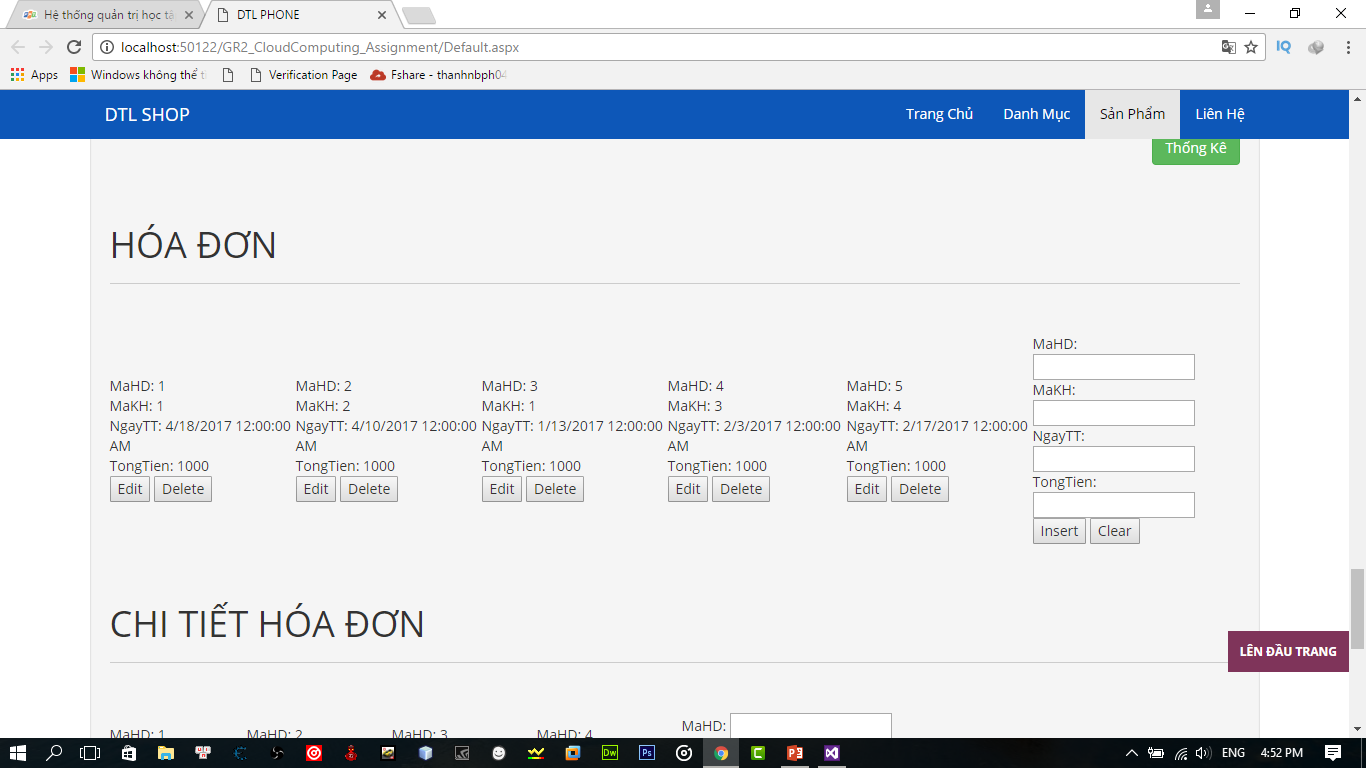 Hệ thống quản trị học tậ
DTL PHONE
localhost:50122/GR2_CloudComputing_Assignment/Default.aspx
Apps
Windows không thể t
Verification Page
Fshare - thanhnbph04
DTL SHOP
Trang Chủ
Danh Mục
Sản Phẩm
Liên Hệ
Thống Kê
HÓA ĐƠN
MaHD: 1
MaKH: 1
NgayTT: 4/18/2017 12:00:00
AM
TongTien: 1000
Edit Delete
MaHD: 2
MaKH: 2
NgayTT: 4/10/2017 12:00:00
AM
TongTien: 1000
Edit Delete
MaHD: 3
MaKH: 1
NgayTT: 1/13/2017 12:00:00
AM
TongTien: 1000
Edit Delete
MaHD: 4
MaKH: 3
NgayTT: 2/3/2017 12:00:00
AM
TongTien: 1000
Edit Delete
MaHD: 5
MaKH: 4
NgayTT: 2/17/2017 12:00:00
AM
TongTien: 1000
Edit Delete
MaHD:
MaKH:
NgayTT:
TongTien:
Insert Clear
CHI TIẾT HÓA ĐƠN
LÊN ĐẦU TRANG
MaHD: 1
MaHD: 2
MaHD: 3
MaHD: 4
MaHD:
ENG
4:52 PM